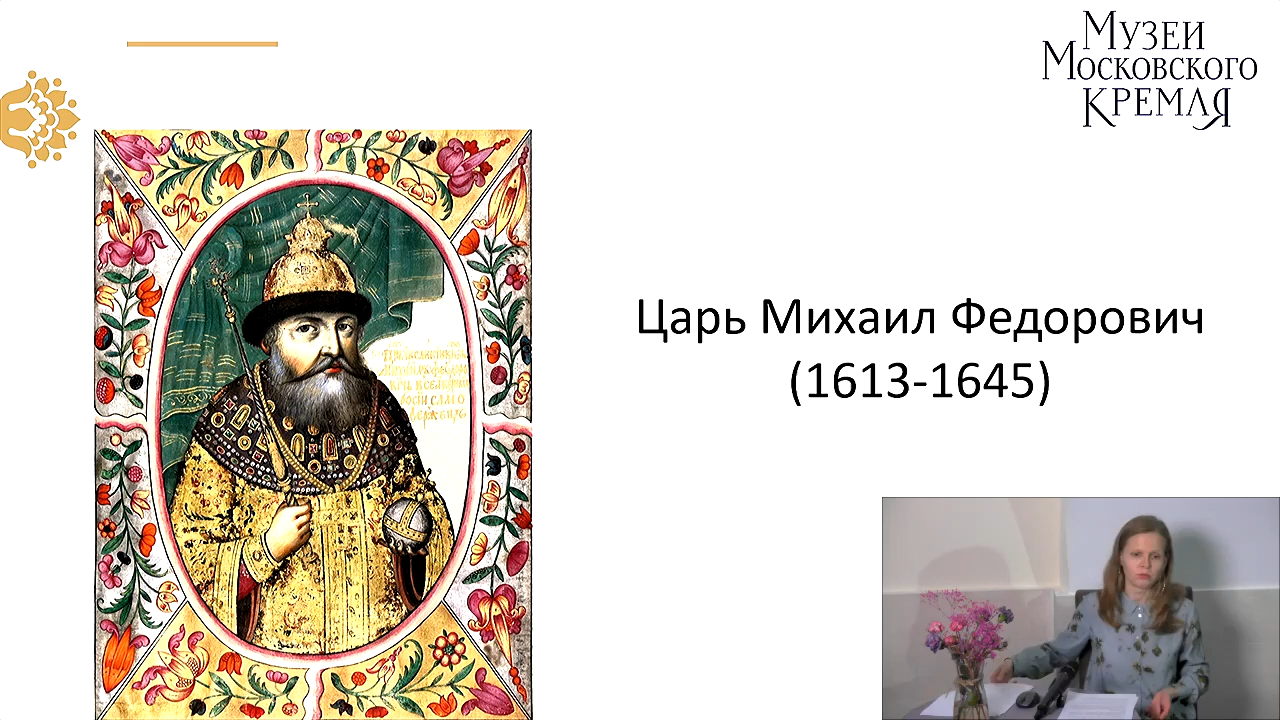 Музеи
Московского
Кремля
Царь Михаил Федорович
(1613-1645)